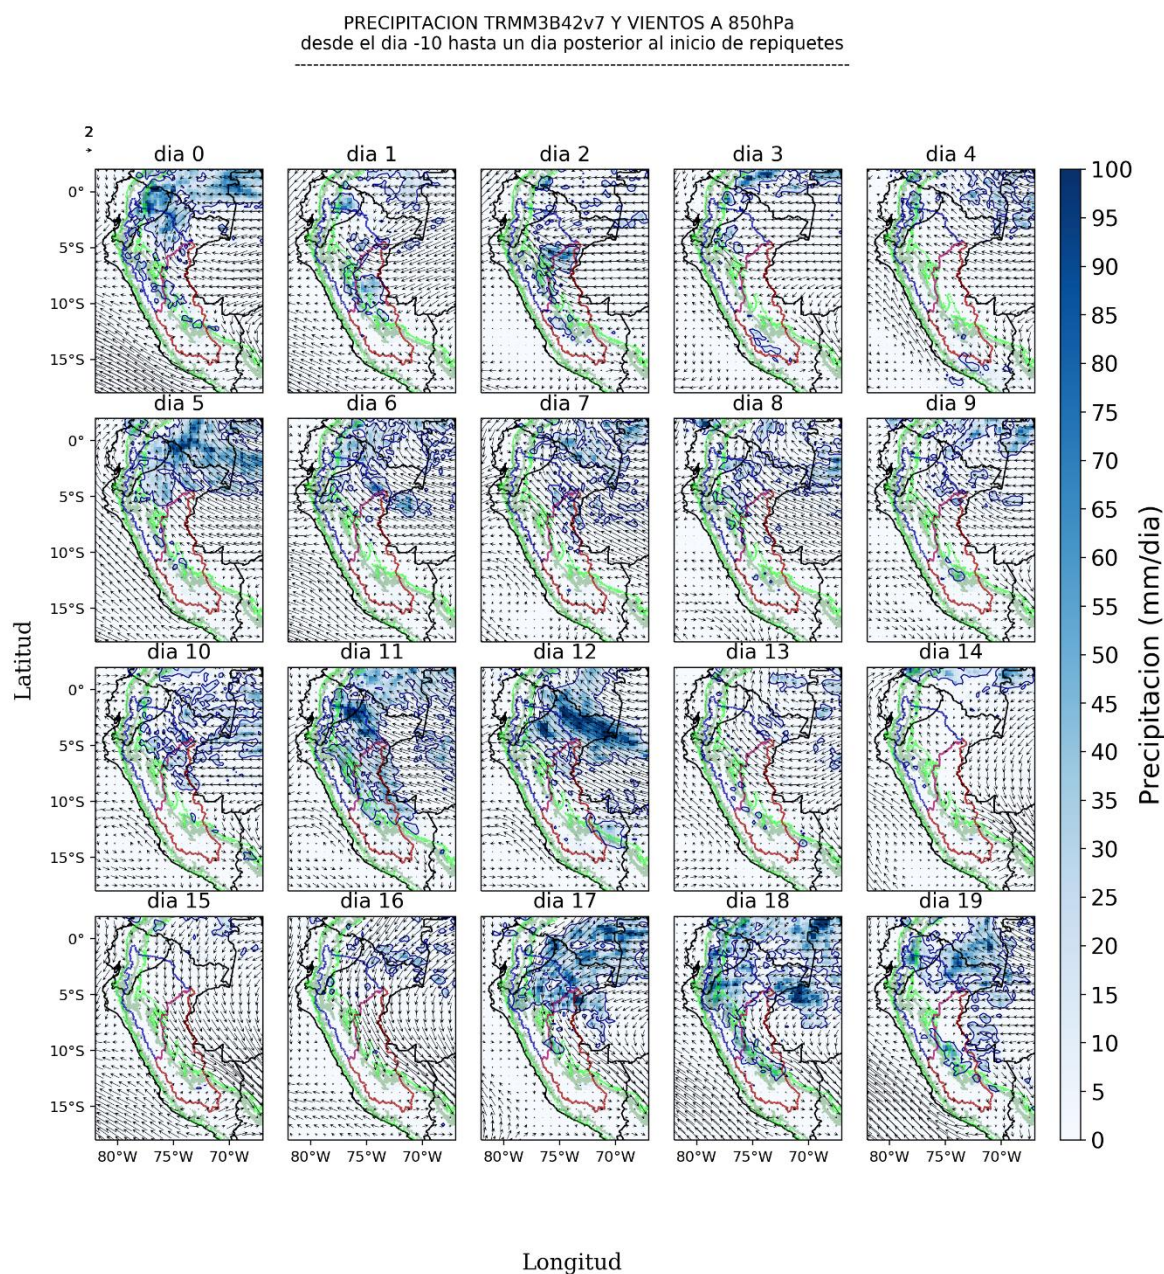 PRECIPITACION TRMM3B42v7 Y VIENTOS A 850hPa
desde el dia -10 hasta un dia posterior al inicio de repiquetes
------------------------------------------------------------------------------------------
2
dia 0 dia 1 dia 2 dia 3 dia 4
0°
5°S
10°S
15°S
dia 5 dia 6 dia 7 dia 8 dia 9
0°
5°S
10°S
15°S
dia 10 dia 11 dia 12 dia 13 dia 14
0°
5°S
10°S
15°S
dia 15 dia 16 dia 17 dia 18 dia 19
0°
5°S
10°S
15°S
80°W 75°W 70°W 80°W 75°W 70°W 80°W 75°W 70°W 80°W 75°W 70°W 80°W 75°W 70°W
Latitud
Longitud
100
95
90
85
80
75
70
65
60
55
50
45
40
35
30
25
20
15
10
5
0
Precipitacion (mm/dia)